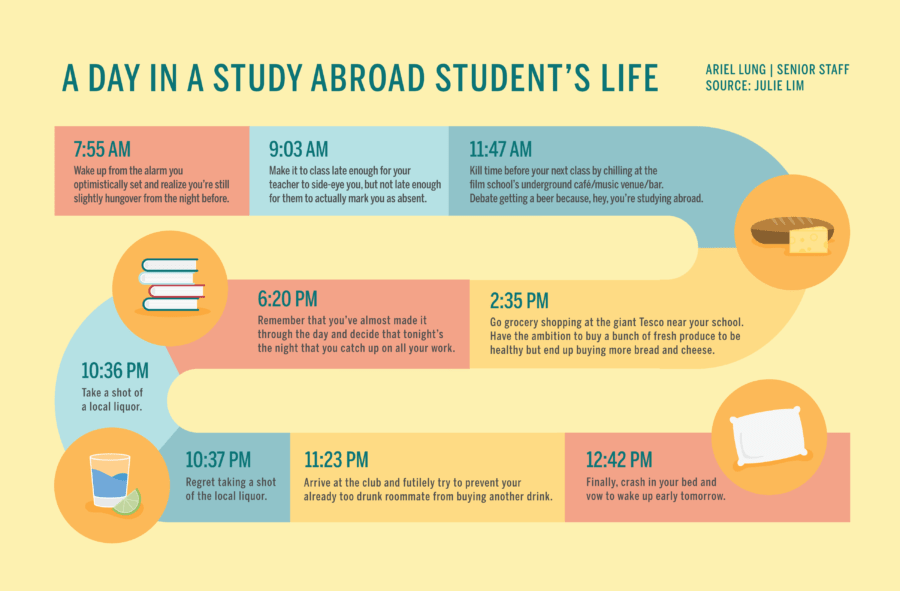 A DAY IN A STUDY ABROAD STUDENT'S LIFE
ARIEL LUNG | SENIOR STAFF
SOURCE: JULIE LIM
7:55 AM
Wake up from the alarm you
optimistically set and realize you're still
slightly hungover from the night before.
9:03 AM
Make it to class late enough for your
teacher to side-eye you, but not late enough
for them to actually mark you as absent.
11:47 AM
Kill time before your next class by chilling at the
film school's underground café/music venue/bar.
Debate getting a beer because, hey, you're studying abroad.
2:35 PM
Go grocery shopping at the giant Tesco near your school.
Have the ambition to buy a bunch of fresh produce to be
healthy but end up buying more bread and cheese.
6:20 PM
Remember that you've almost made it
through the day and decide that tonight's
the night that you catch up on all your work.
10:36 PM
Take a shot of
a local liquor.
10:37 PM
Regret taking a shot
of the local liquor.
11:23 PM
Arrive at the club and futilely try to prevent your
already too drunk roommate from buying another drink.
12:42 PM
Finally, crash in your bed and
vow to wake up early tomorrow.